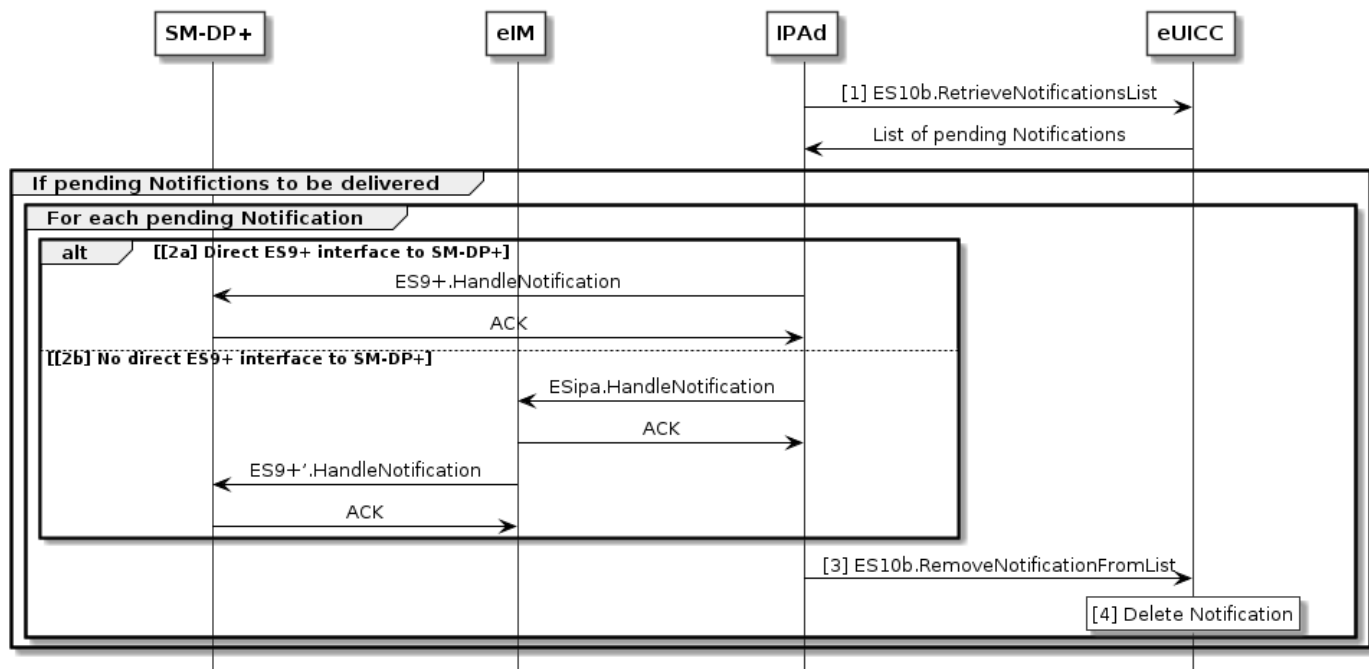 SM-DP+ eIM IPAd eUICC
[1] ES10b.RetrieveNotificationsList
List of pending Notifications
If pending Notifictions to be delivered
For each pending Notification
alt [[2a] Direct ES9+ interface to SM-DP+]
ES9+.HandleNotification
ACK
[[2b] No direct ES9+ interface to SM-DP+]
ESipa.HandleNotification
ACK
ES9+’.HandleNotification
ACK
[3] ES10b.RemoveNotificationFromList
[4] Delete Notification